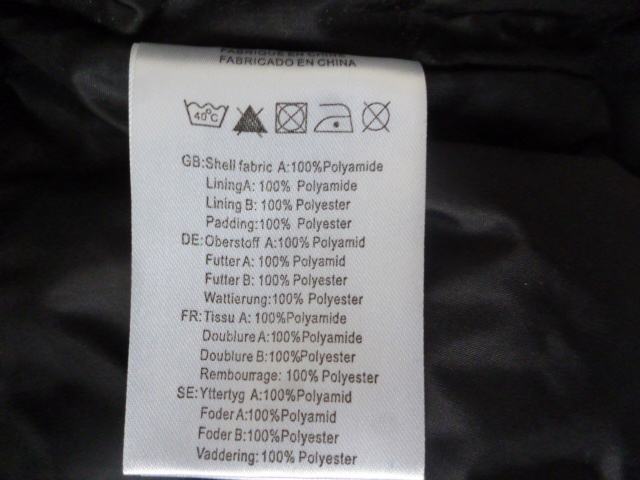 FABRIQUE EN CHINA
FABRICADO EN CHINA
40°C
GB:Shell fabric A:100%Polyamide
LiningA: 100% Polyamide
Lining B: 100% Polyester
Padding:100% Polyester
DE:Oberstoff A:100%Polyamid
Futter A: 100% Polyamid
Futter B: 100% Polyester
Wattierung:100% Polyester
FR:Tissu A: 100%Polyamide
Doublure A:100%Polyamide
Doublure B:100%Polyester
Rembourrage: 100% Polyester
SE:Yttertyg A:100%Polyamid
Foder A:100%Polyamid
Foder B:100%Polyester
Vaddering:100% Polyester